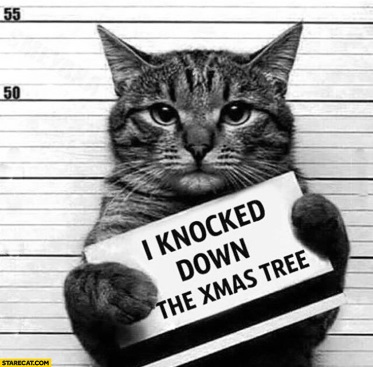 55
50
I KNOCKED
DOWN
THE XMAS TREE
STARECAT.COM